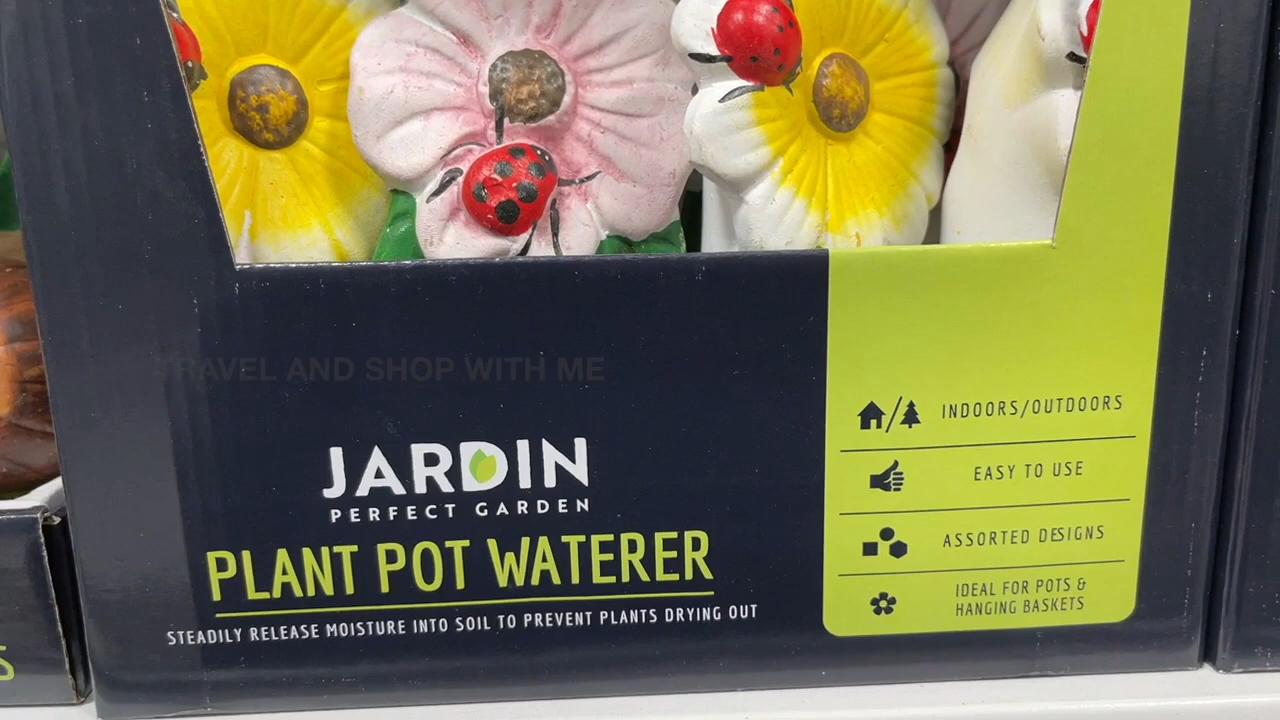 TRAVEL AND SHOP WITH ME
JARDIN
PERFECT GARDEN
PLANT POT WATERER
STEADILY RELEASE MOISTURE INTO SOIL TO PREVENT PLANTS DRYING OUT
INDOORS/OUTDOORS
EASY TO USE
ASSORTED DESIGNS
IDEAL FOR POTS &
HANGING BASKETS
S